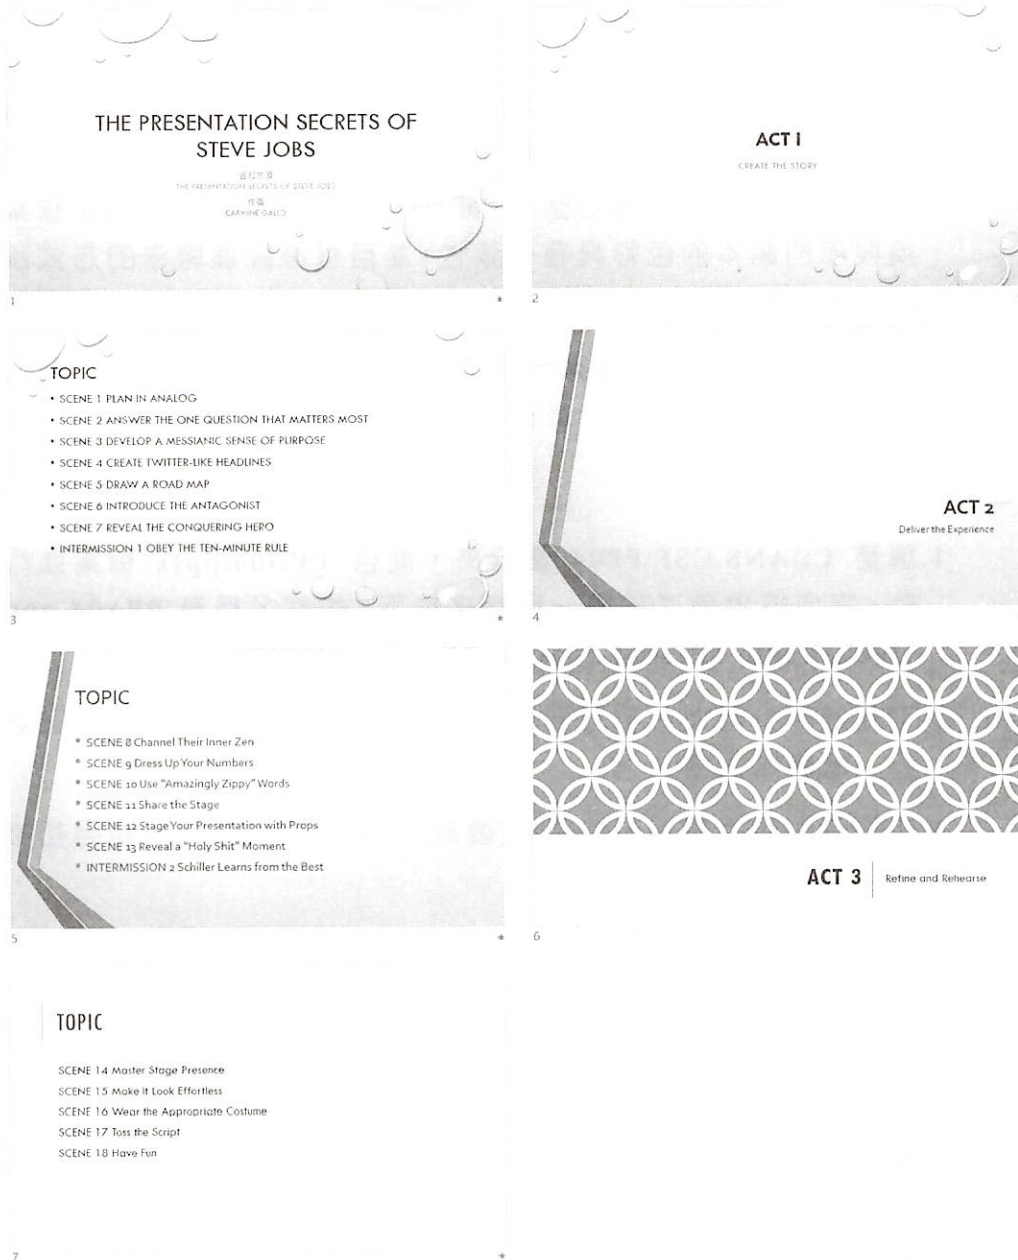 THE PRESENTATION SECRETS OF
STEVE JOBS
資料來源
THE PRESENTATION SECRETS OF STEVE JOBS
作者
CARMINE GALLO
1
ACT 1
CREATE THE STORY
2
TOPIC
• SCENE 1 PLAN IN ANALOG
• SCENE 2 ANSWER THE ONE QUESTION THAT MATTERS MOST
• SCENE 3 DEVELOP A MESSIANIC SENSE OF PURPOSE
• SCENE 4 CREATE TWITTER-LIKE HEADLINES
• SCENE 5 DRAW A ROAD MAP
• SCENE 6 INTRODUCE THE ANTAGONIST
• SCENE 7 REVEAL THE CONQUERING HERO
• INTERMISSION 1 OBEY THE TEN-MINUTE RULE
3
ACT 2
Deliver the Experience
4
TOPIC
* SCENE 8 Channel Their Inner Zen
* SCENE 9 Dress Up Your Numbers
* SCENE 10 Use "Amazingly Zippy" Words
* SCENE 11 Share the Stage
* SCENE 12 Stage Your Presentation with Props
* SCENE 13 Reveal a "Holy Shit" Moment
* INTERMISSION 2 Schiller Learns from the Best
5
ACT 3
Refine and Rehearse
6
TOPIC
SCENE 14 Master Stage Presence
SCENE 15 Make It Look Effortless
SCENE 16 Wear the Appropriate Costume
SCENE 17 Toss the Script
SCENE 18 Have Fun
7